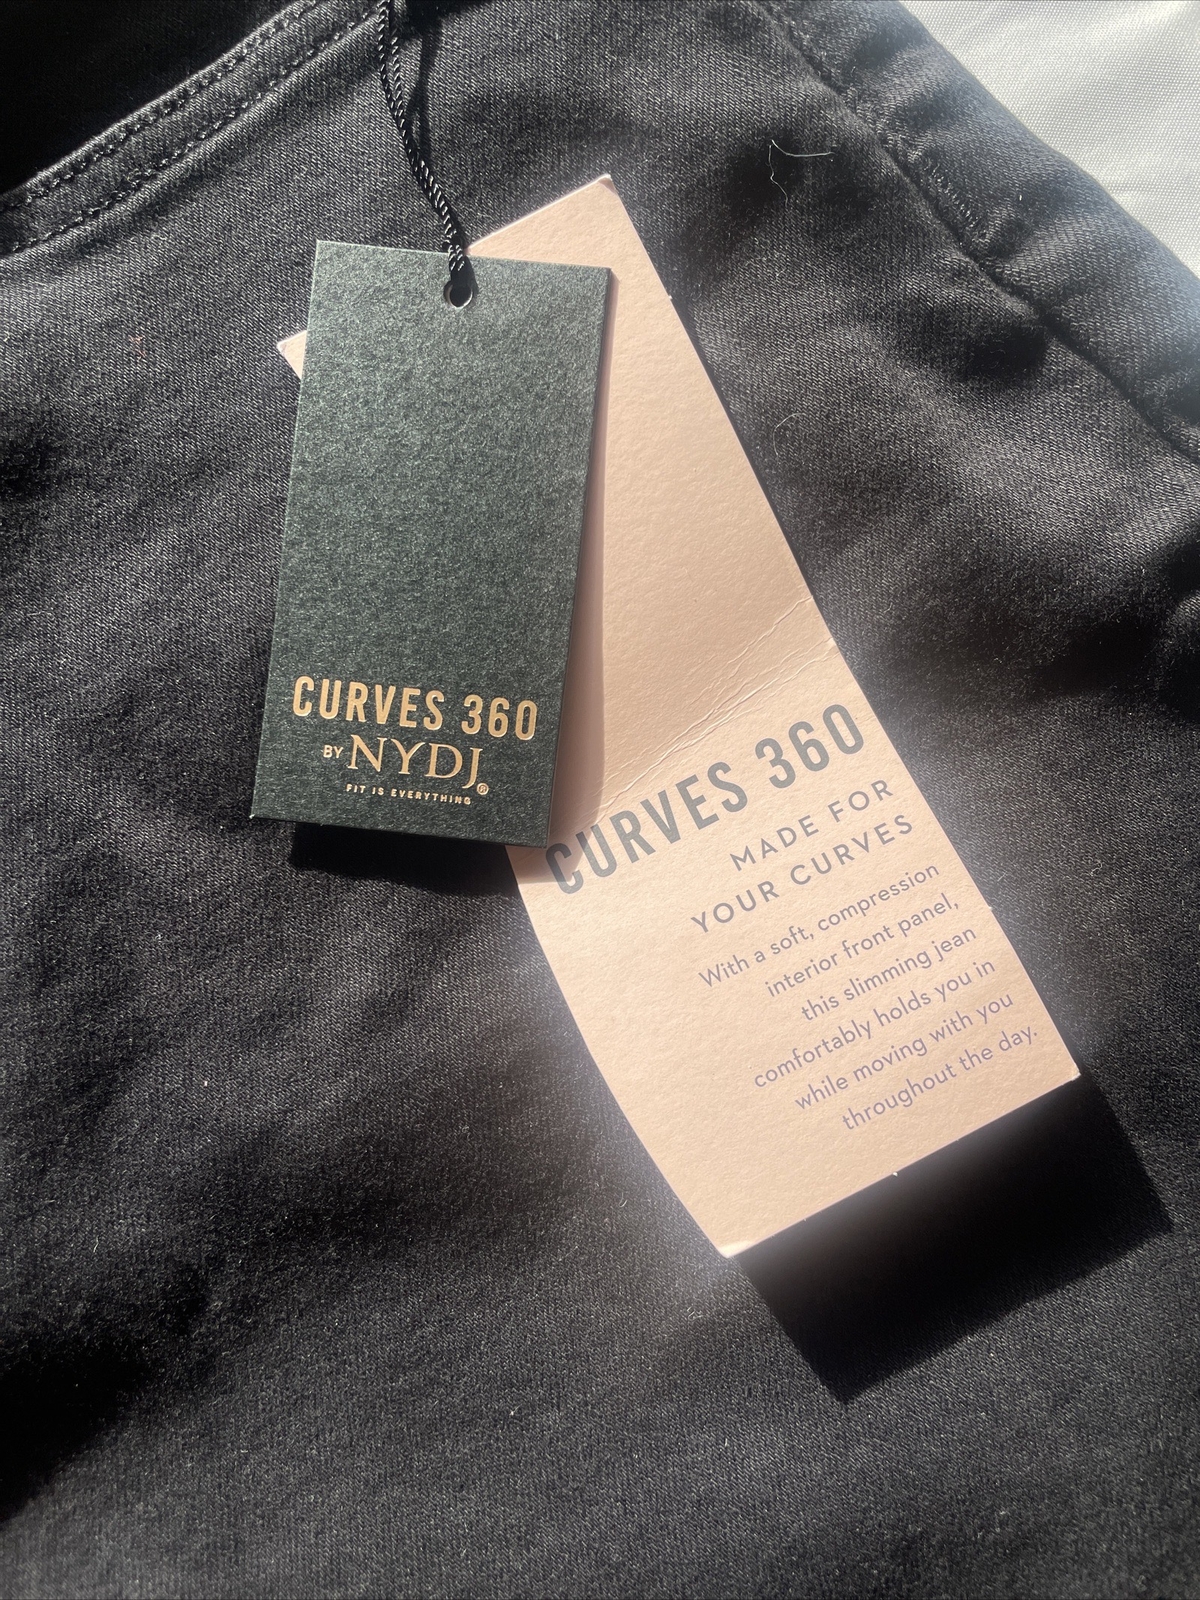 CURVES 360
BY NYDJ®
FIT IS EVERYTHING
CURVES 360
MADE FOR
YOUR CURVES
With a soft, compression
interior front panel,
this slimming jean
comfortably holds you in
while moving with you
throughout the day.